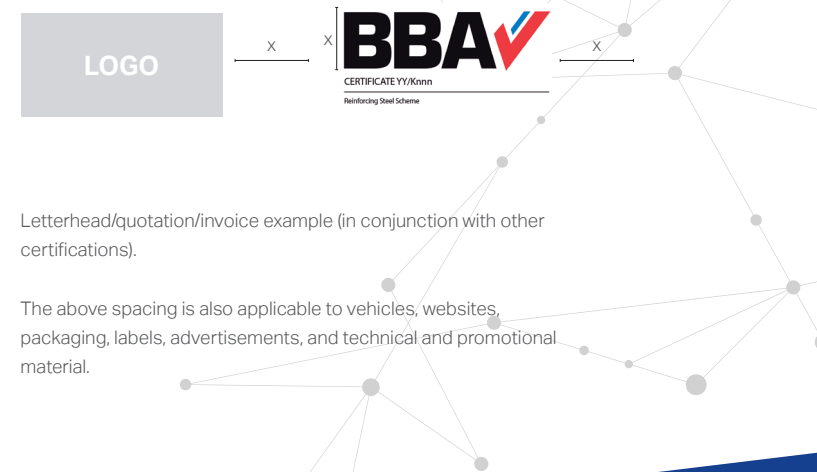 LOGO
X
X
BBA
X
CERTIFICATE YY/Knnn
Reinforcing Steel Scheme
Letterhead/quotation/invoice example (in conjunction with other
certifications).
The above spacing is also applicable to vehicles, websites,
packaging, labels, advertisements, and technical and promotional
material.